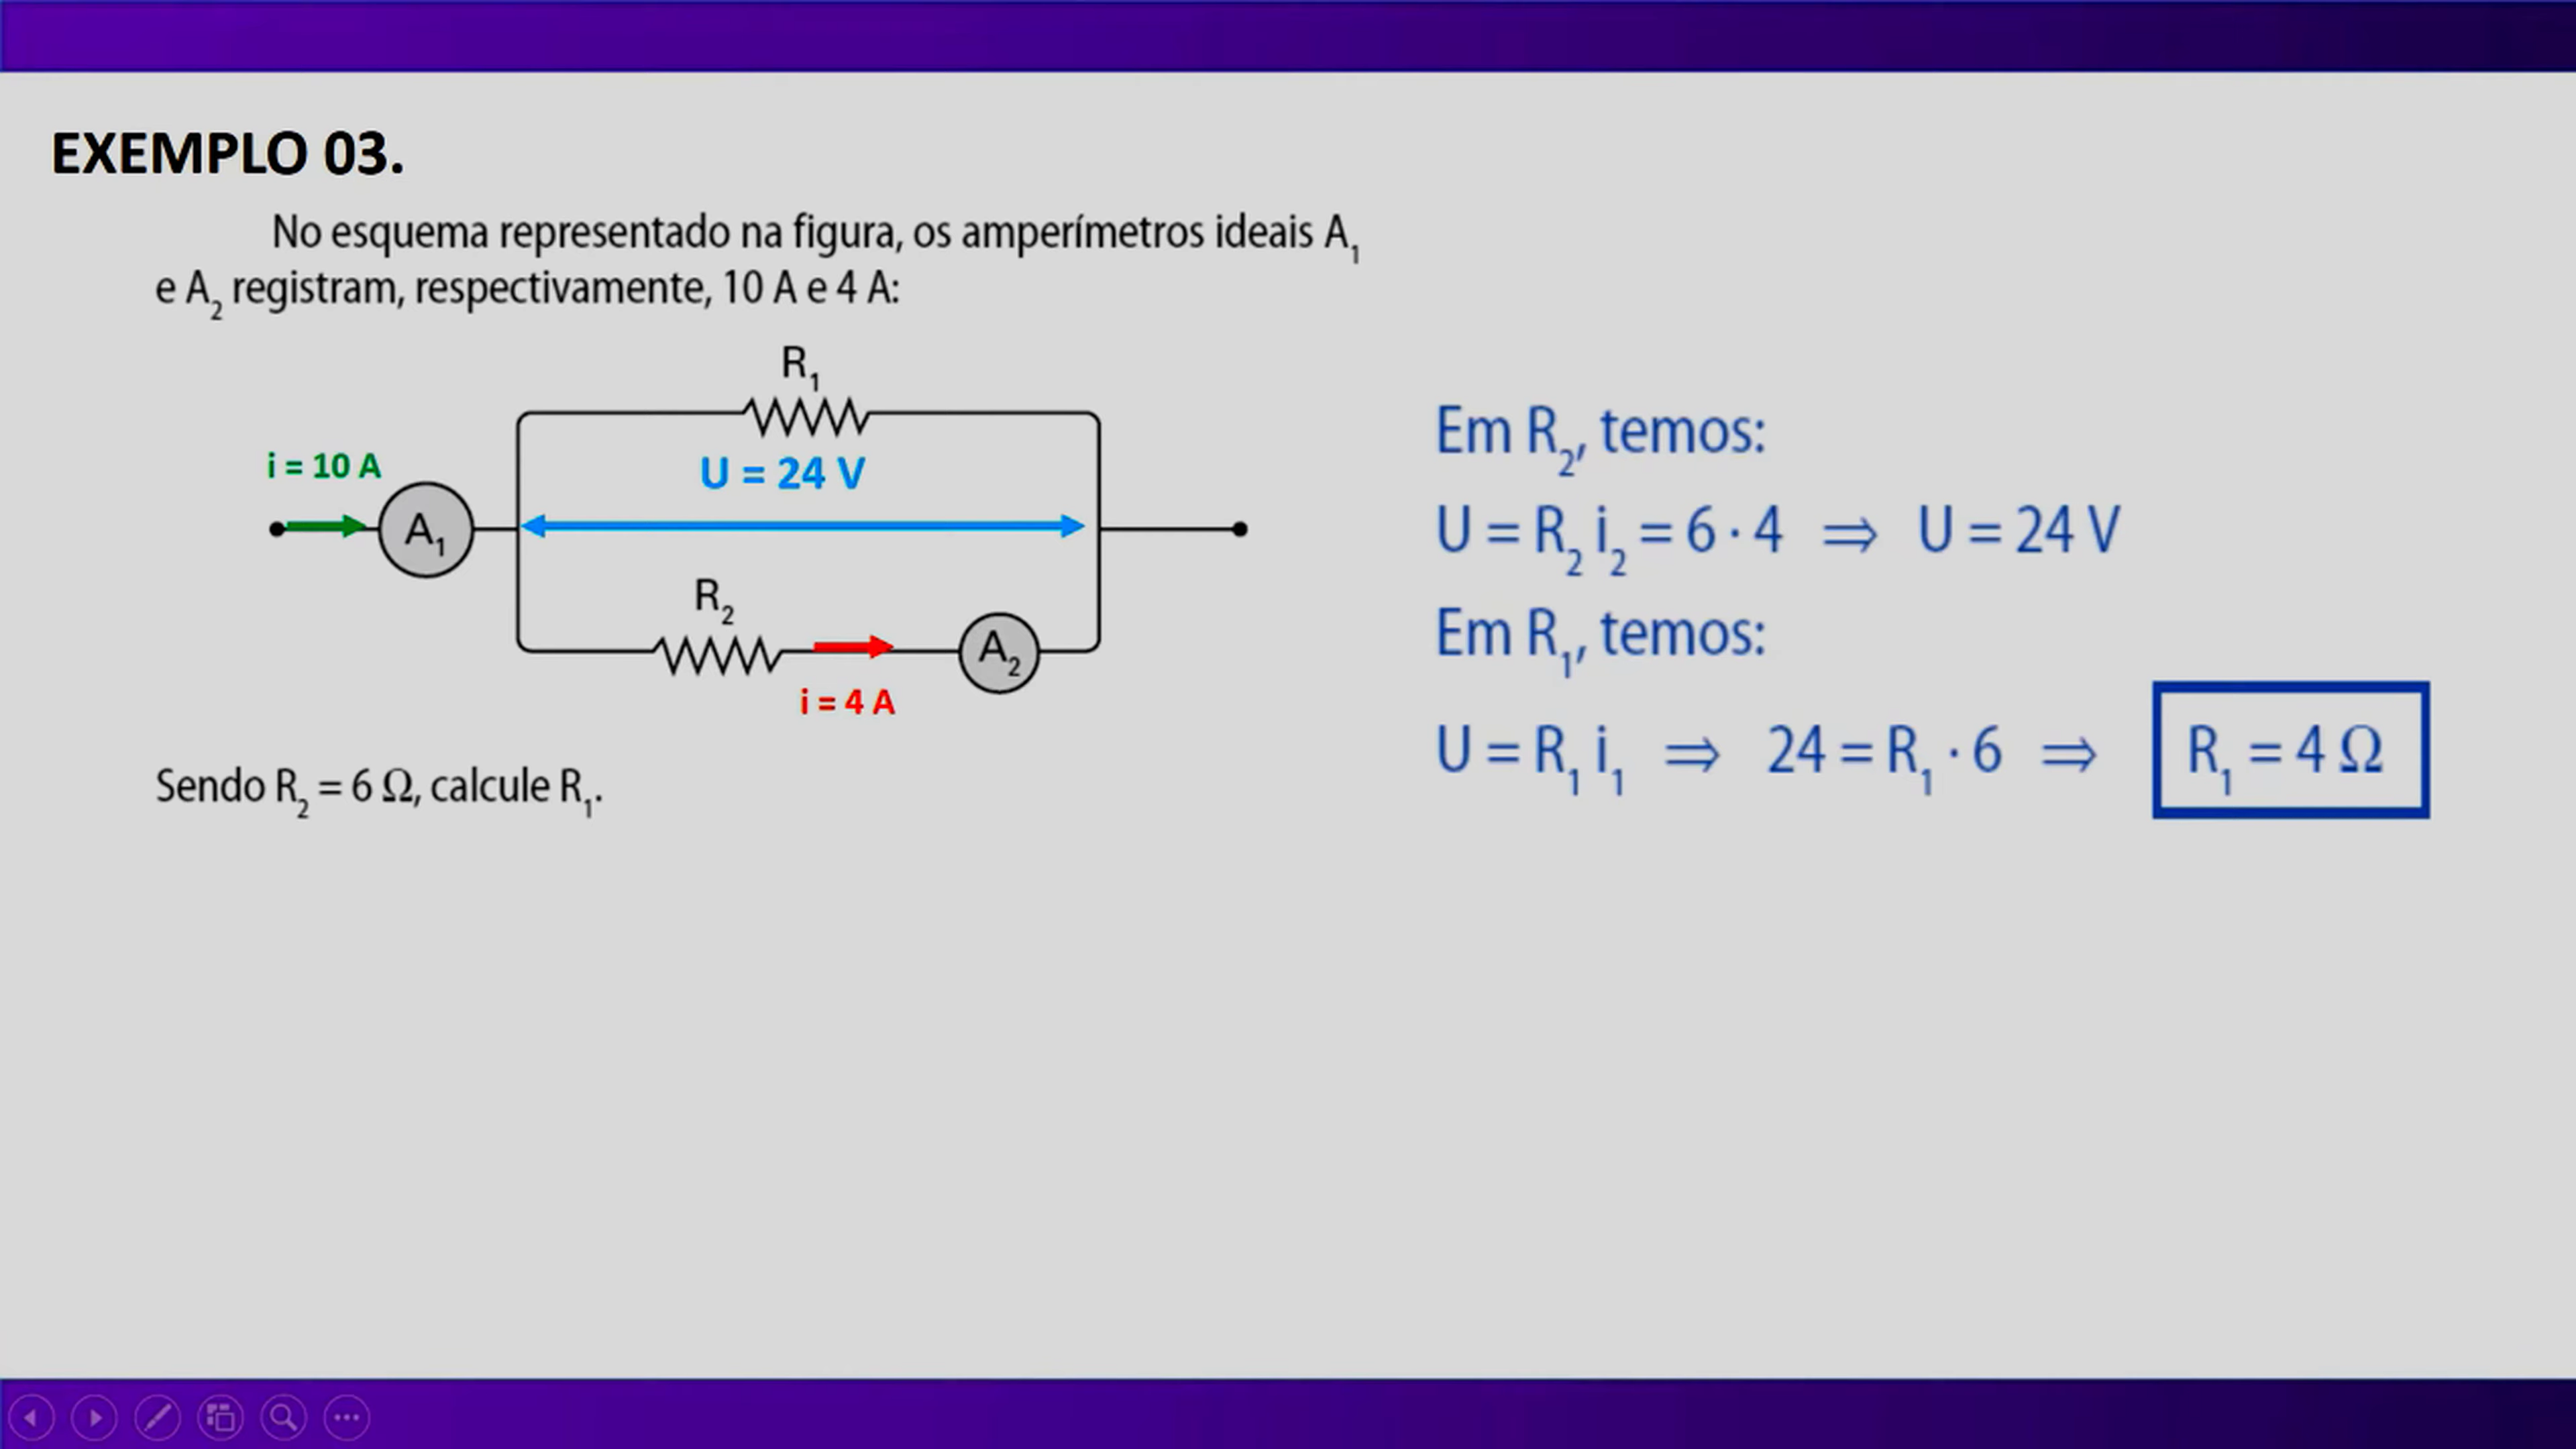 EXEMPLO 03.
No esquema representado na figura, os amperímetros ideais A₁
e A₂ registram, respectivamente, 10 A e 4 A:
R₁
i = 10 A
U = 24 V
A₁
R₂
A₂
i = 4 A
Sendo R₂ = 6 Ω, calcule R₁.
Em R₂, temos:
U = R₂ i₂ = 6 · 4 ⇒ U = 24 V
Em R₁, temos:
U = R₁ i₁ ⇒ 24 = R₁ · 6 ⇒ R₁ = 4 Ω